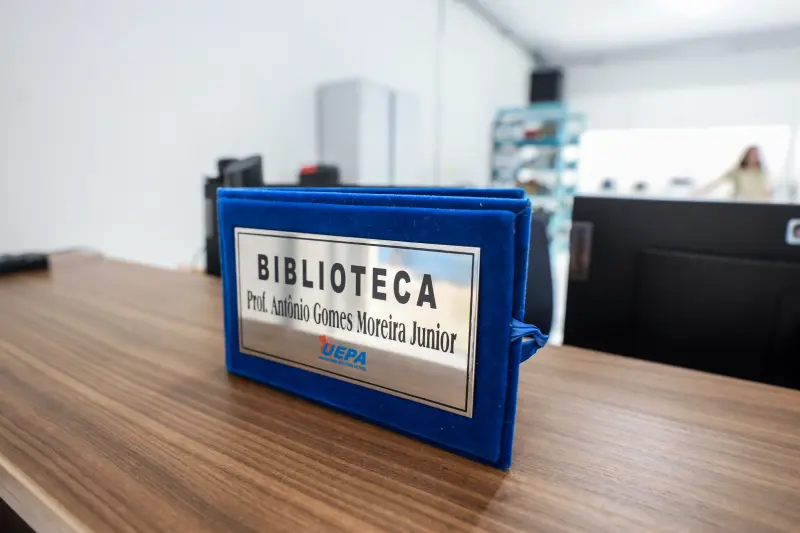 BIBLIOTECA
Prof. Antônio Gomes Moreira Junior
UEPA